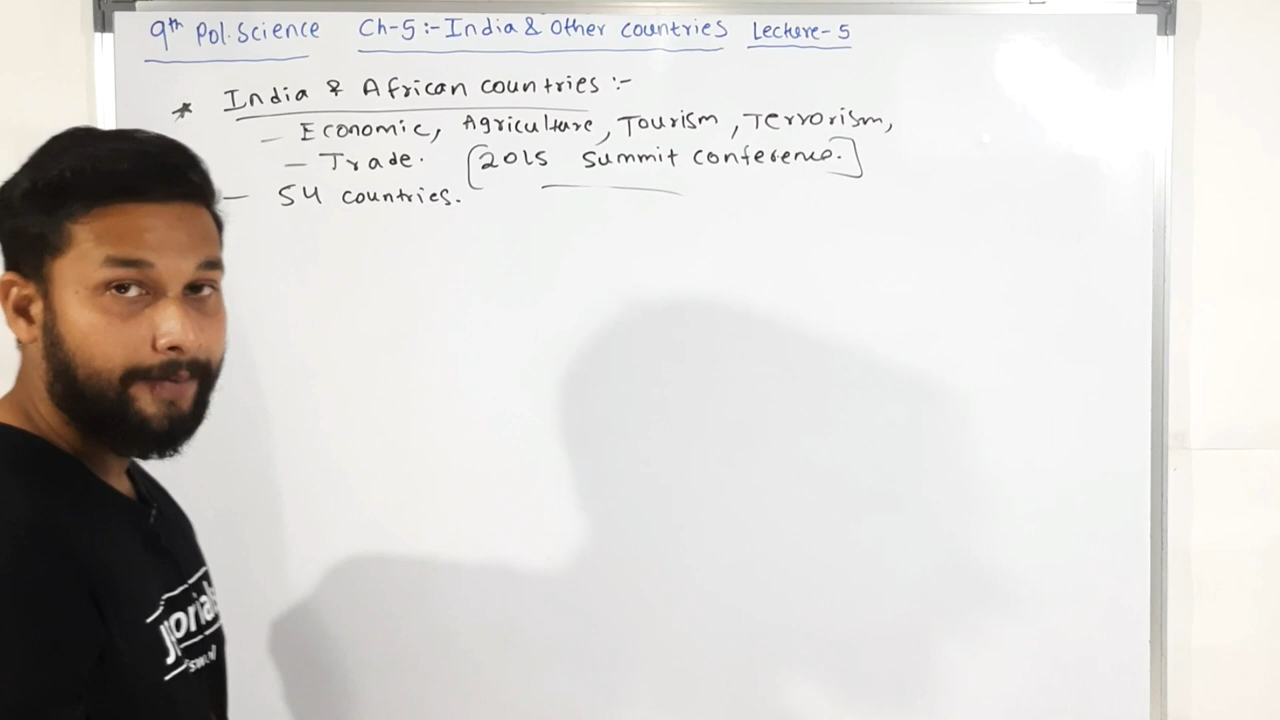 9th Pol. Science Ch-5:- India & Other countries Lecture-5
* India & African countries :-
- Economic, Agriculture, Tourism, Terrorism,
- Trade. [2015 Summit conference.]
- 54 countries.